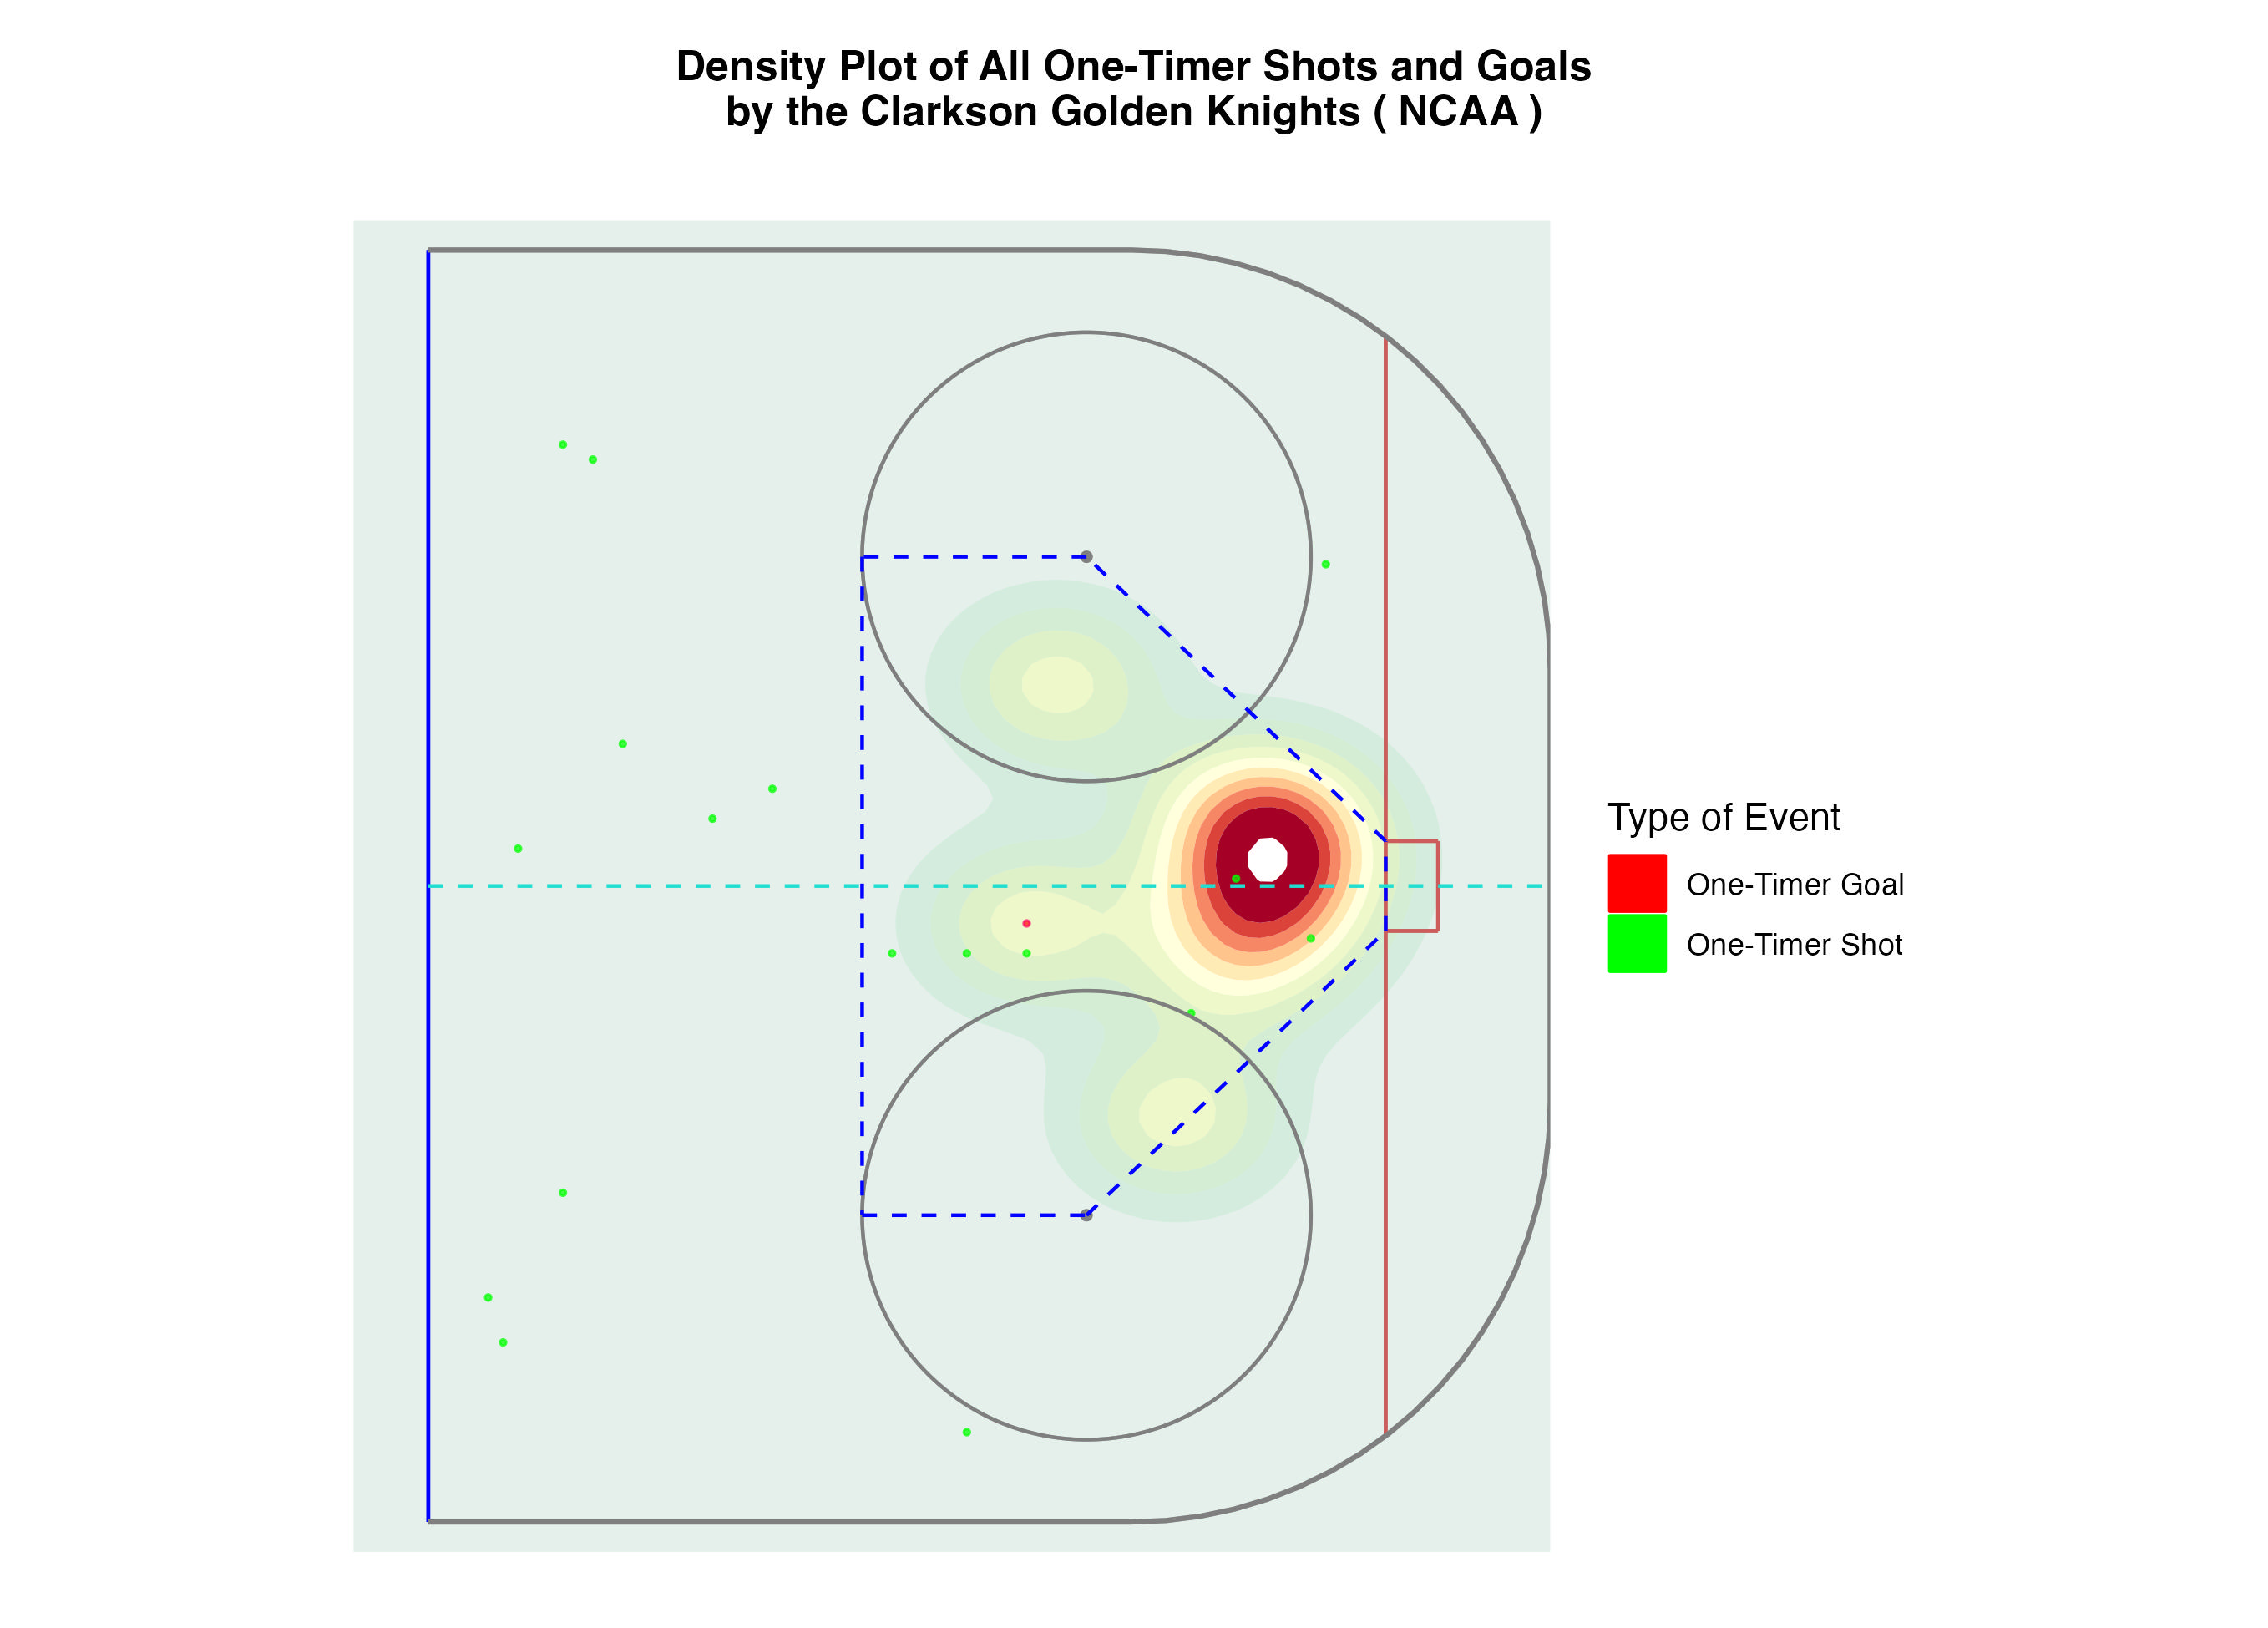 Density Plot of All One-Timer Shots and Goals
by the Clarkson Golden Knights ( NCAA )
Type of Event
One-Timer Goal
One-Timer Shot